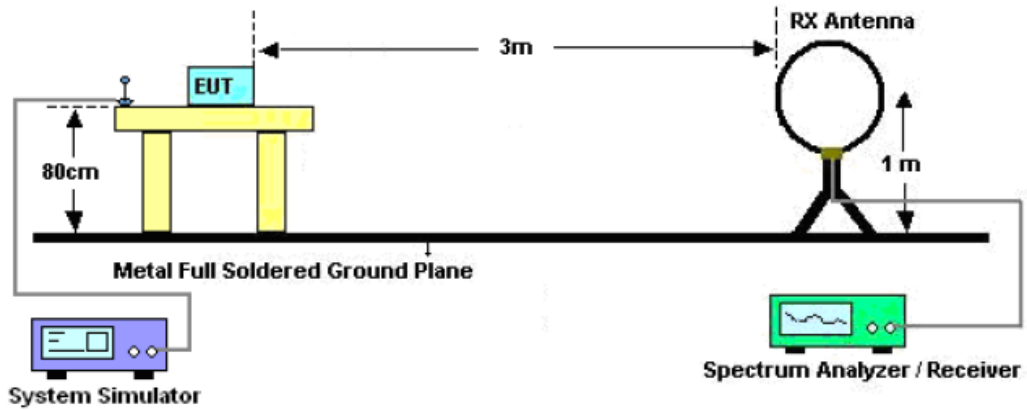 RX Antenna
3m
EUT
80cm
1 m
Metal Full Soldered Ground Plane
System Simulator
Spectrum Analyzer / Receiver